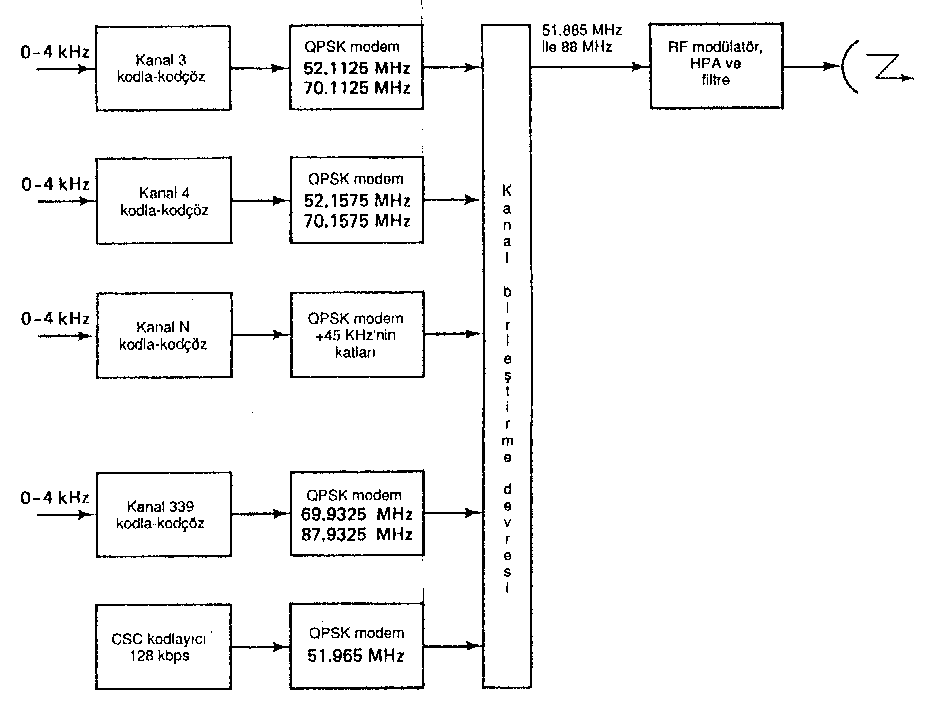 0-4 kHz
Kanal 3
kodla-kodçöz
QPSK modem
52.1125 MHz
70.1125 MHz
51.865 MHz
ile 88 MHz
RF modülatör,
HPA ve
filtre
0-4 kHz
Kanal 4
kodla-kodçöz
QPSK modem
52.1575 MHz
70.1575 MHz
Kanal birleştirme devresi
0-4 kHz
Kanal N
kodla-kodçöz
QPSK modem
+45 KHz'nin
katları
0-4 kHz
Kanal 339
kodla-kodçöz
QPSK modem
69.9325 MHz
87.9325 MHz
CSC kodlayıcı
128 kbps
QPSK modem
51.965 MHz